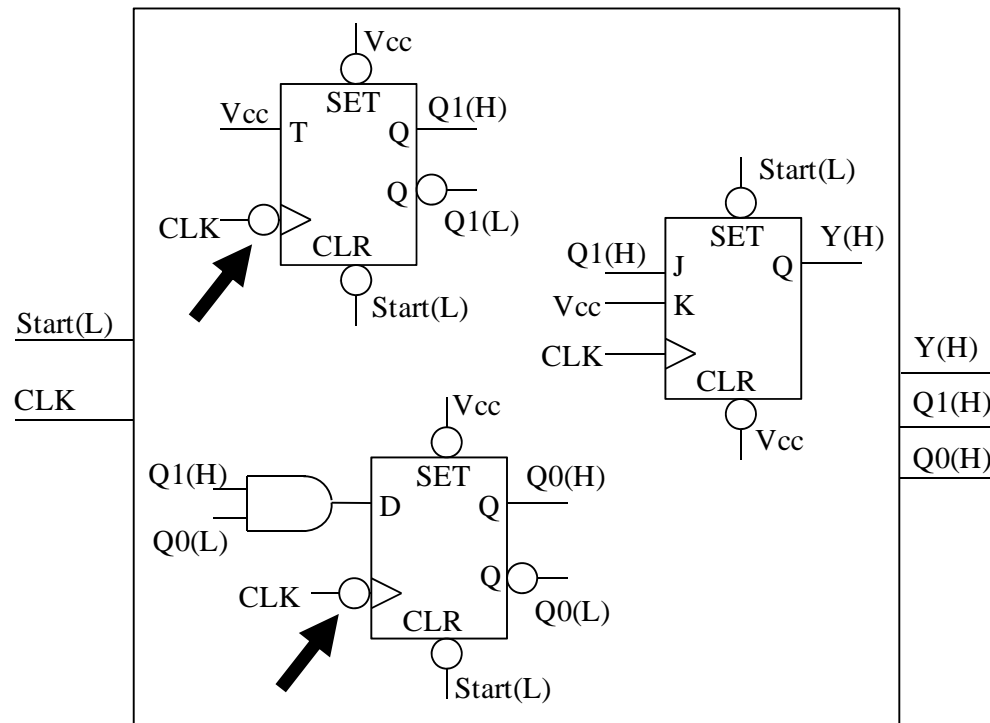 Vcc
SET
Vcc
T
Q
Q1(H)
Q
Q1(L)
CLK
CLR
Start(L)
Start(L)
SET
Q1(H)
J
Q
Y(H)
Vcc
K
CLK
CLR
Vcc
Start(L)
CLK
Y(H)
Q1(H)
Q0(H)
Vcc
SET
Q1(H)
Q0(L)
D
Q
Q0(H)
Q
Q0(L)
CLK
CLR
Start(L)